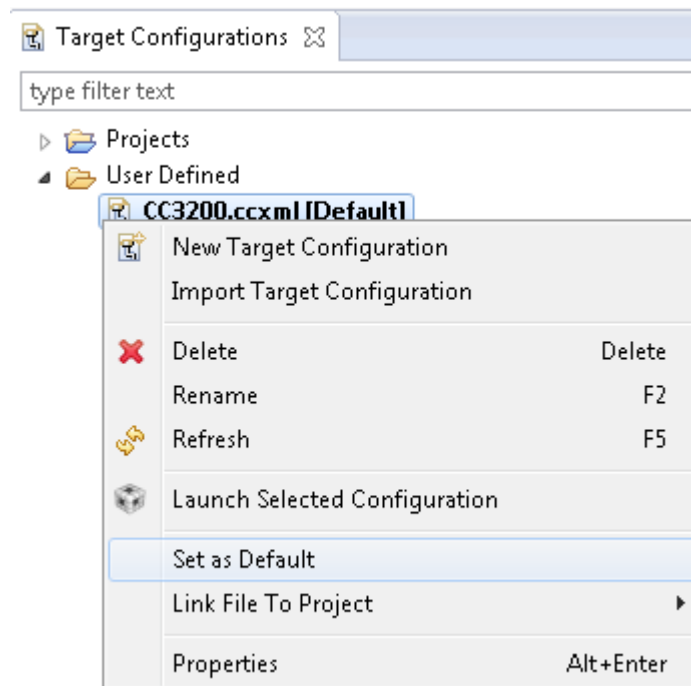 Target Configurations
type filter text
Projects
User Defined
CC3200.ccxml [Default]
New Target Configuration
Import Target Configuration
Delete Delete
Rename F2
Refresh F5
Launch Selected Configuration
Set as Default
Link File To Project
Properties Alt+Enter